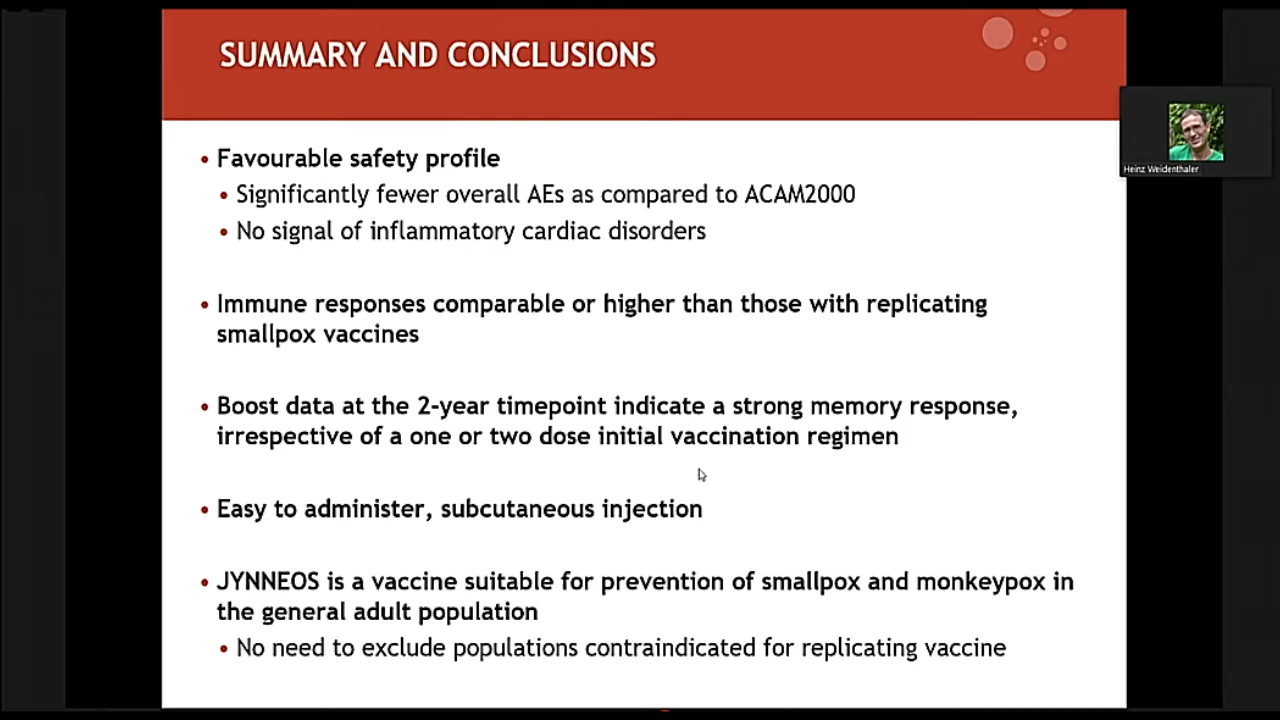 SUMMARY AND CONCLUSIONS
• Favourable safety profile
• Significantly fewer overall AEs as compared to ACAM2000
• No signal of inflammatory cardiac disorders
• Immune responses comparable or higher than those with replicating
smallpox vaccines
• Boost data at the 2-year timepoint indicate a strong memory response,
irrespective of a one or two dose initial vaccination regimen
• Easy to administer, subcutaneous injection
• JYNNEOS is a vaccine suitable for prevention of smallpox and monkeypox in
the general adult population
• No need to exclude populations contraindicated for replicating vaccine
Heinz Weidenthaler